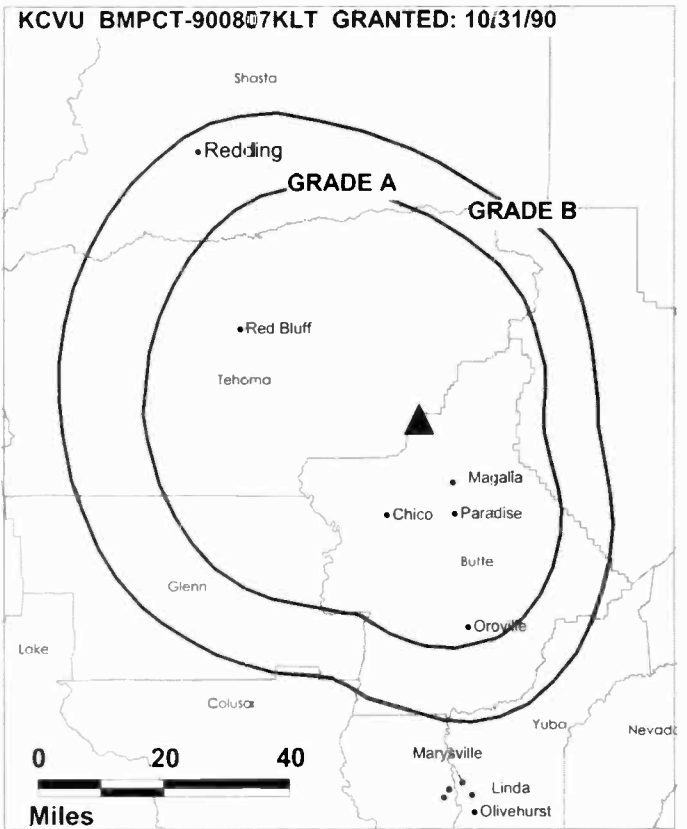 KCVU BMPCT-900807KLT GRANTED: 10/31/90
Shasta
Redding
GRADE A
GRADE B
Red Bluff
Tehama
Magalia
Chico
Paradise
Butte
Glenn
Oroville
Lake
Colusa
Yuba
Nevada
Marysville
0 20 40
Linda
Miles
Olivehurst